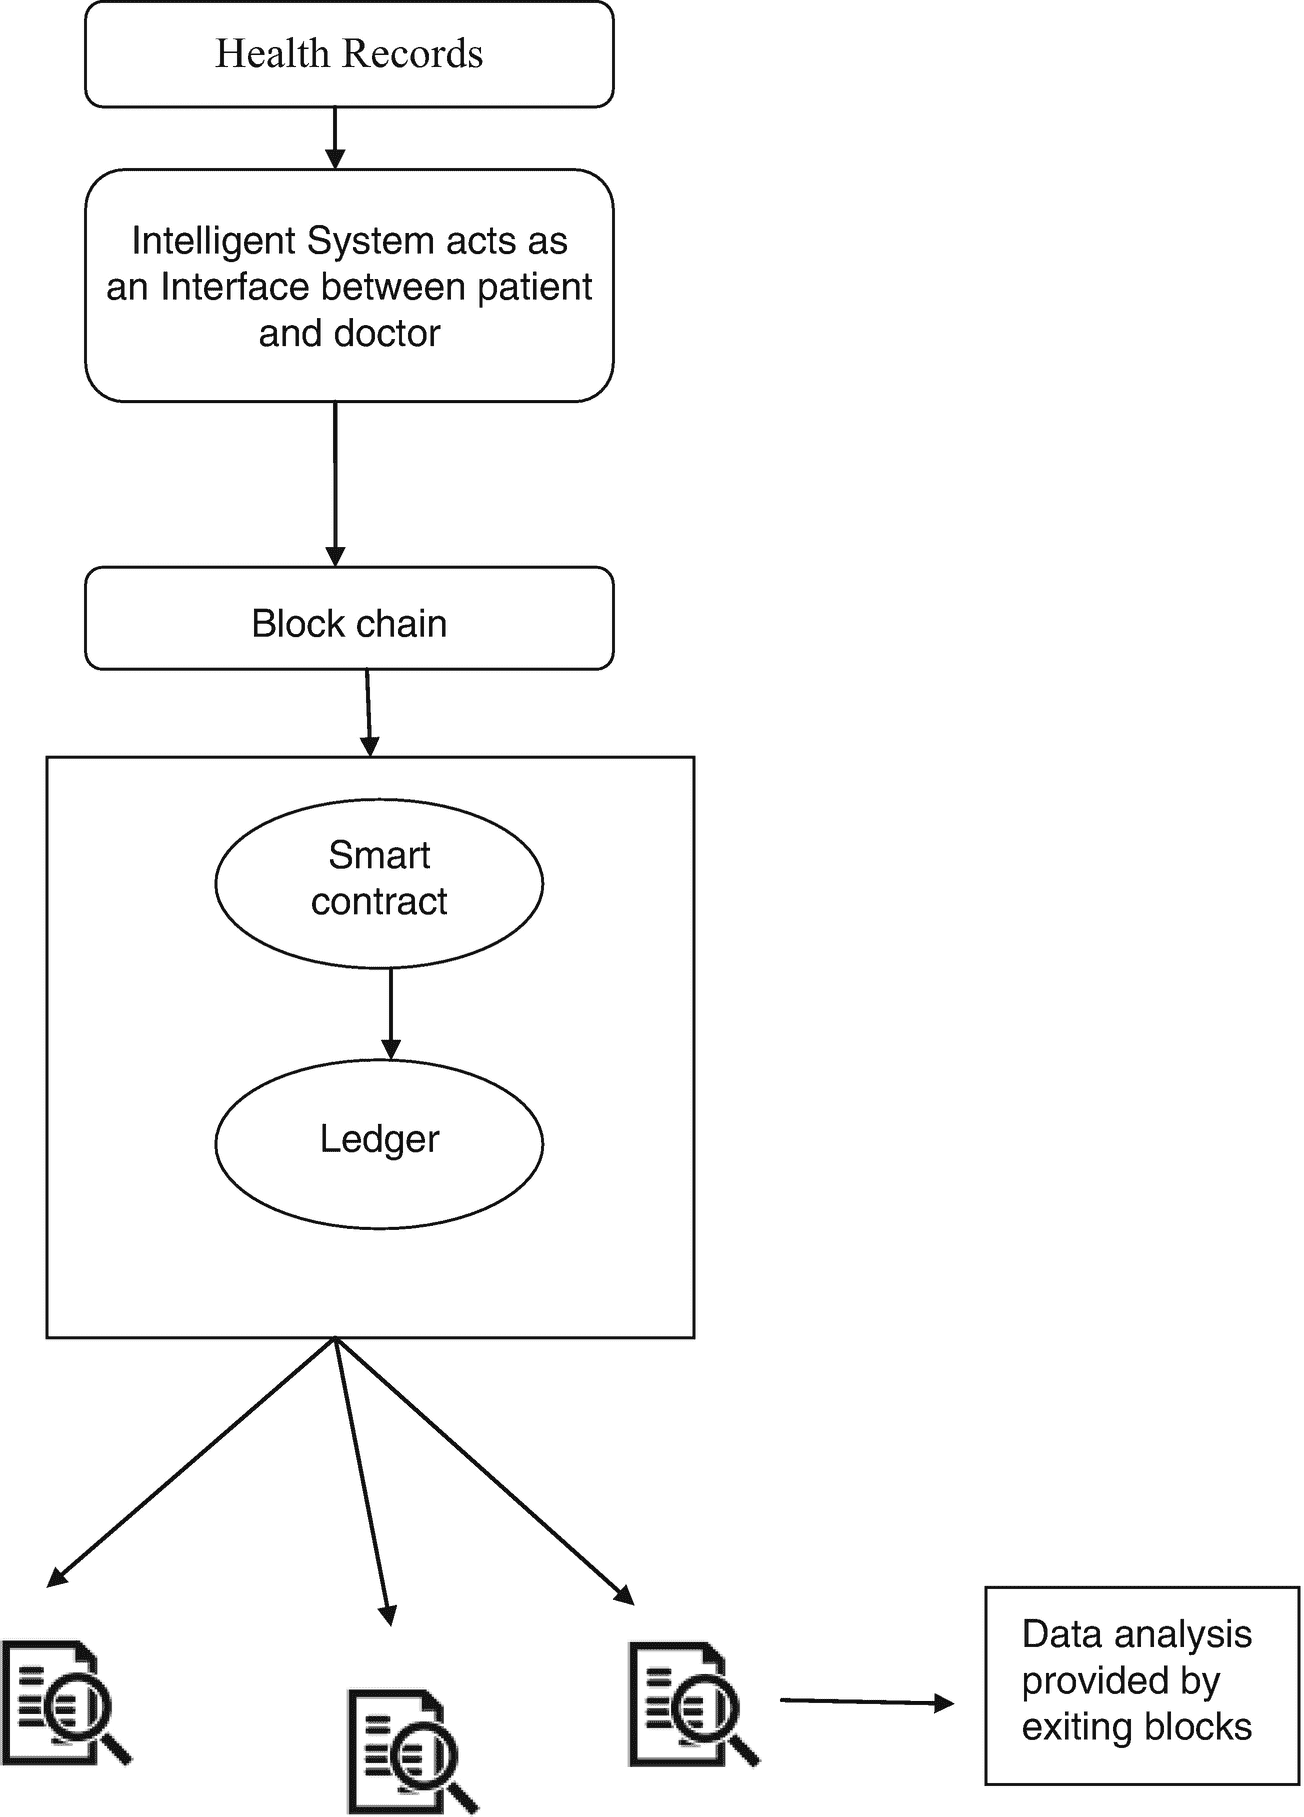 Health Records
Intelligent System acts as
an Interface between patient
and doctor
Block chain
Smart
contract
Ledger
Data analysis
provided by
exiting blocks